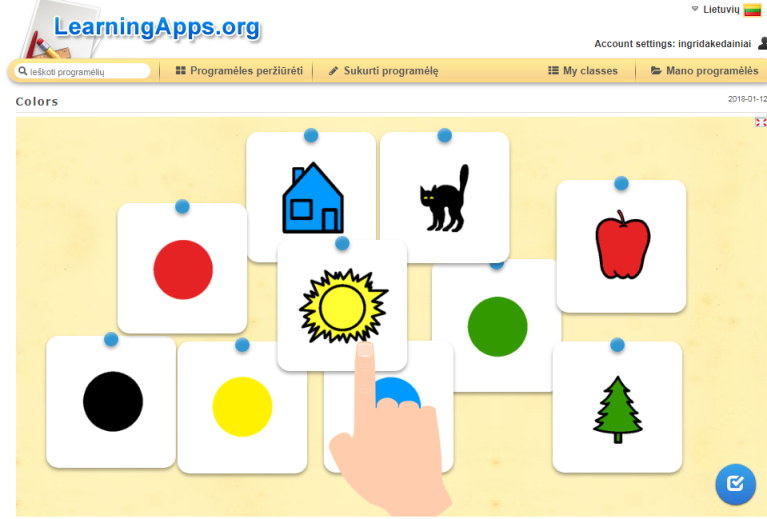 LearningApps.org
Lietuvių
Account settings: ingridakedainiai
Ieškoti programėlių
Programėles peržiūrėti
Sukurti programėlę
My classes
Mano programėlės
Colors
2018-01-12